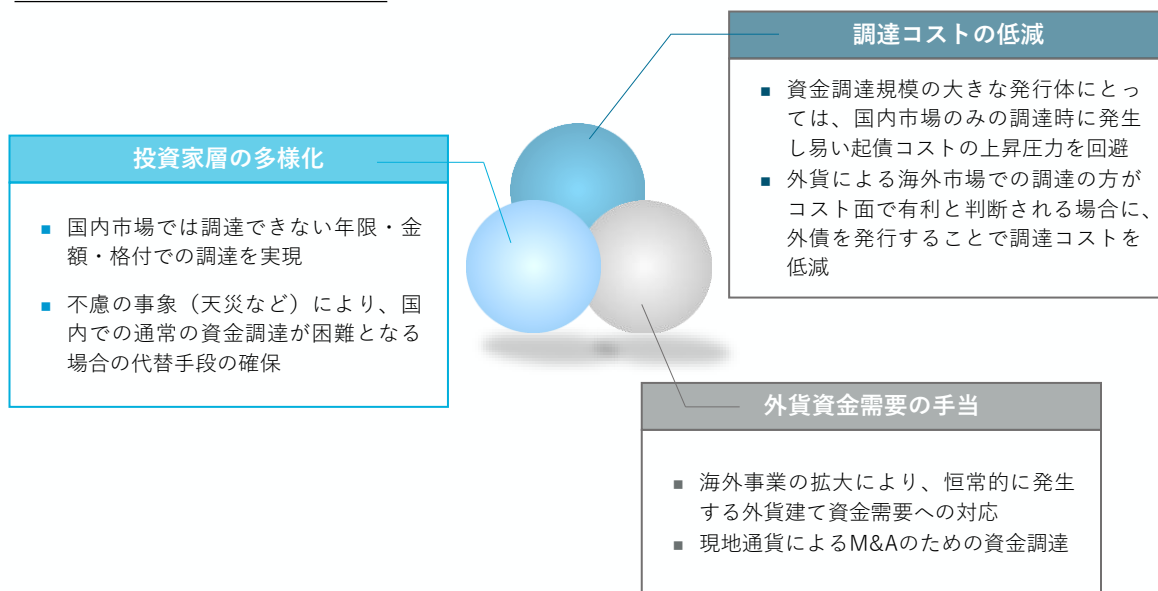 調達コストの低減
■ 資金調達規模の大きな発行体にとっ
ては、国内市場のみの調達時に発生
し易い起債コストの上昇圧力を回避
■ 外貨による海外市場での調達の方が
コスト面で有利と判断される場合に、
外債を発行することで調達コストを
低減
投資家層の多様化
■ 国内市場では調達できない年限・金
額・格付での調達を実現
■ 不慮の事象（天災など）により、国
内での通常の資金調達が困難となる
場合の代替手段の確保
外貨資金需要の手当
■ 海外事業の拡大により、恒常的に発生
する外貨建て資金需要への対応
■ 現地通貨によるM&Aのための資金調達